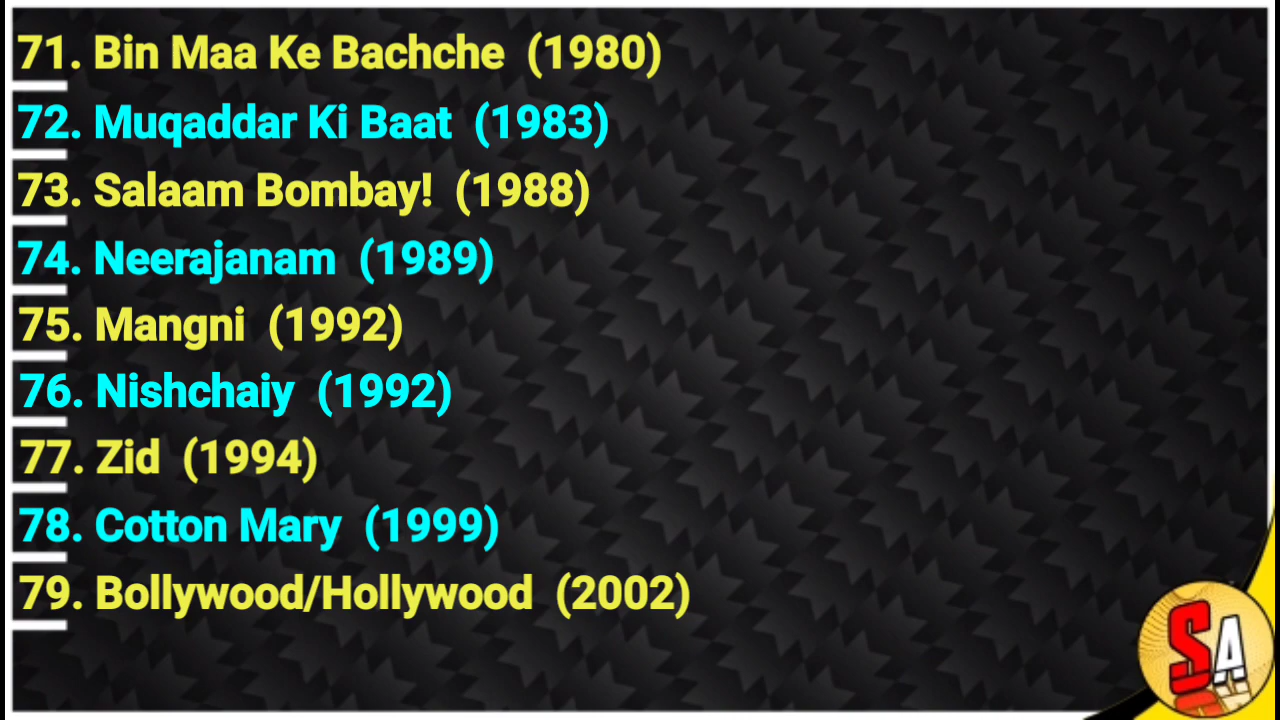 71. Bin Maa Ke Bachche (1980)
72. Muqaddar Ki Baat (1983)
73. Salaam Bombay! (1988)
74. Neerajanam (1989)
75. Mangni (1992)
76. Nishchaiy (1992)
77. Zid (1994)
78. Cotton Mary (1999)
79. Bollywood/Hollywood (2002)
SA